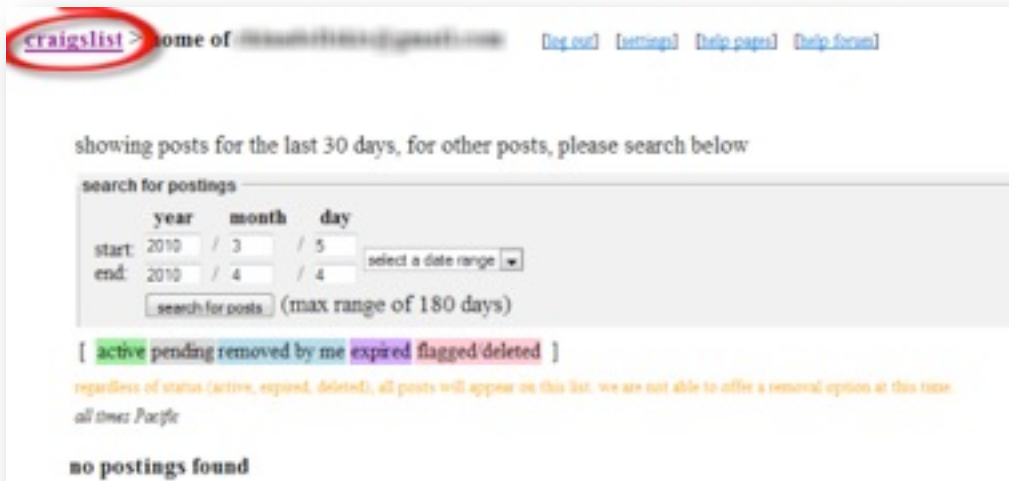 craigslist > home of [log out] [settings] [help pages] [help forum]
showing posts for the last 30 days, for other posts, please search below
search for postings
year month day
start: 2010 / 3 / 5 select a date range
end: 2010 / 4 / 4
search for posts (max range of 180 days)
[ active pending removed by me expired flagged/deleted ]
regardless of status (active, expired, deleted), all posts will appear on this list. we are not able to offer a removal option at this time.
all times Pacific
no postings found